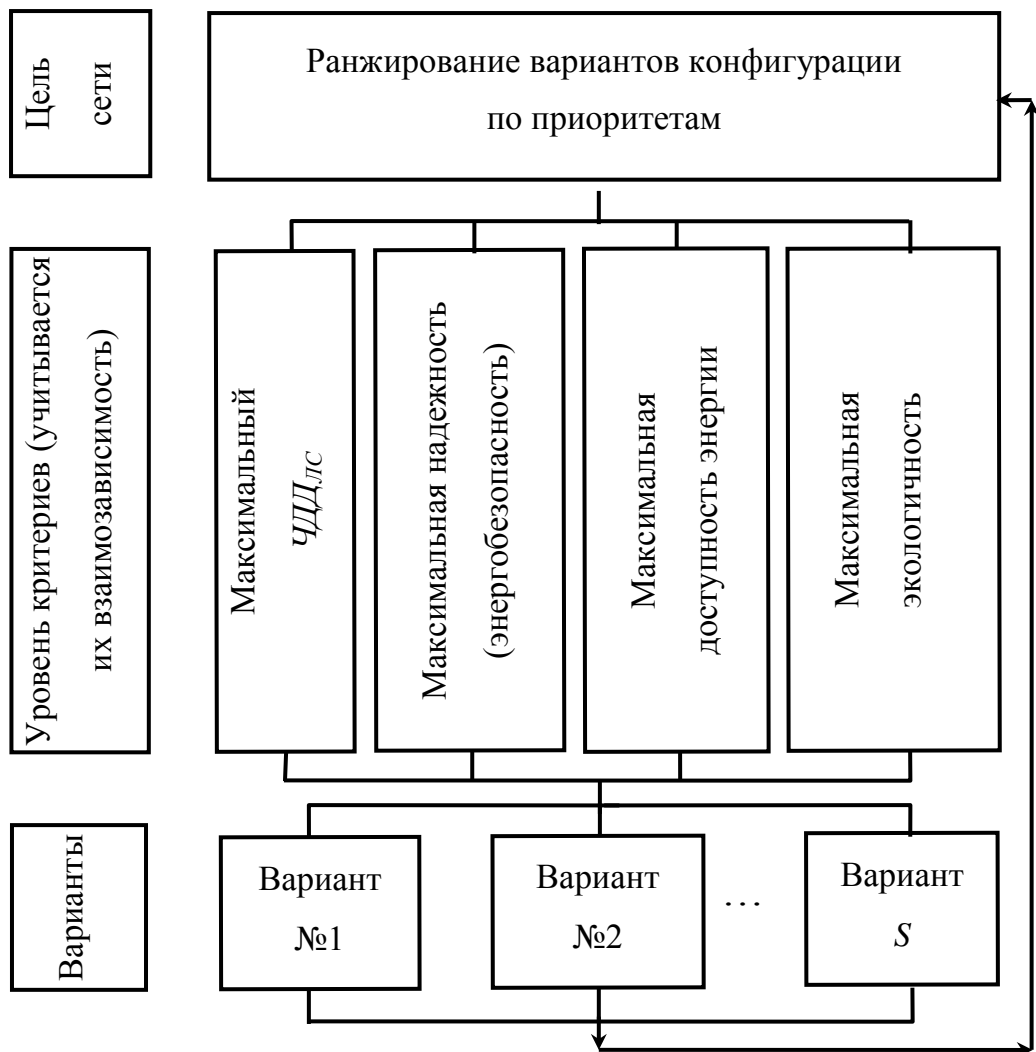 Цель
сети
Ранжирование вариантов конфигурации
по приоритетам
Уровень критериев (учитывается
их взаимозависимость)
Максимальный
ЧДДЛС
Максимальная надежность
(энергобезопасность)
Максимальная
доступность энергии
Максимальная
экологичность
Варианты
Вариант
№1
Вариант
№2
…
Вариант
S